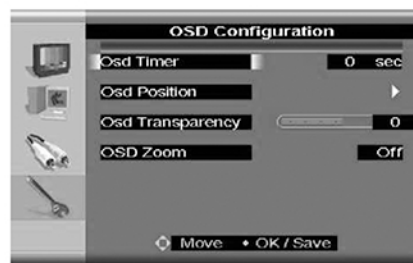 OSD Configuration
Osd Timer 0 sec
Osd Position
Osd Transparency 0
OSD Zoom Off
Move OK / Save